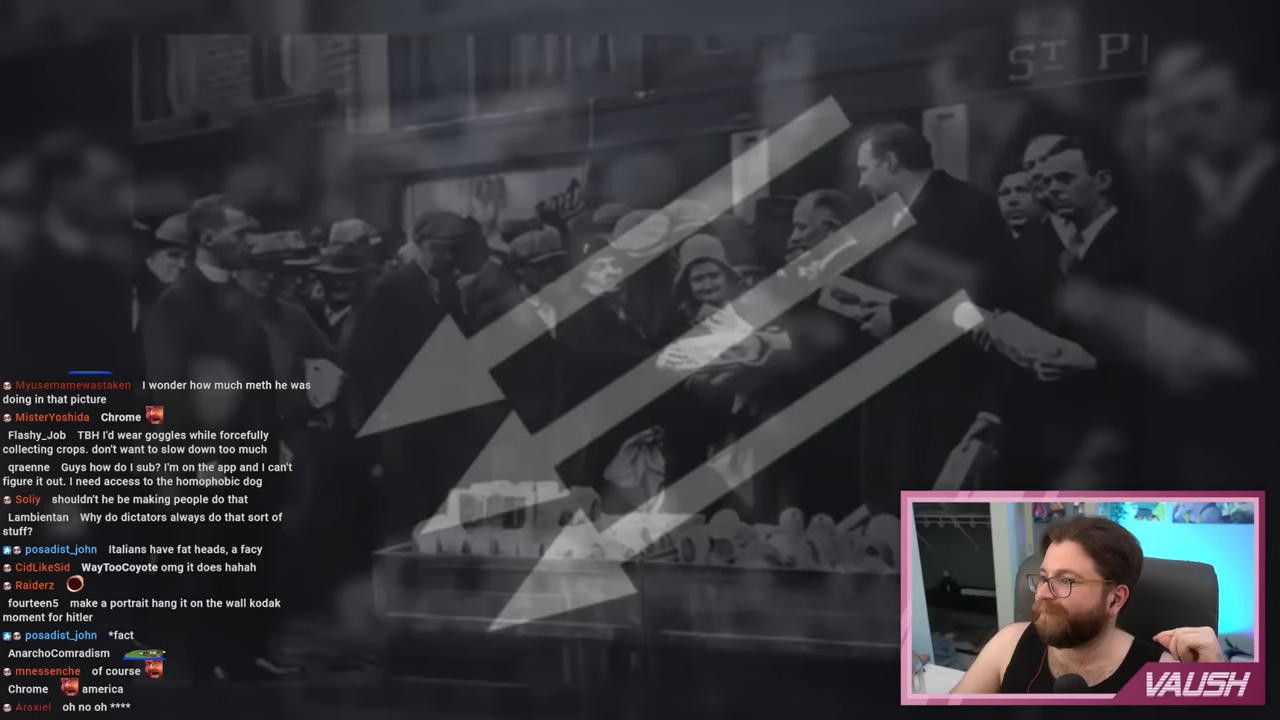 ST P
Myusernamewastaken I wonder how much meth he was
doing in that picture
MisterYoshida Chrome
Flashy_Job TBH I'd wear goggles while forcefully
collecting crops. don't want to slow down too much
qraenne Guys how do I sub? I'm on the app and I can't
figure it out. I need access to the homophobic dog
Soliy shouldn't he be making people do that
Lambientan Why do dictators always do that sort of
stuff?
posadist_john Italians have fat heads, a facy
CidLikeSid WayTooCoyote omg it does hahah
Raiderz
fourteen5 make a portrait hang it on the wall kodak
moment for hitler
posadist_john *fact
AnarchoComradism
mnessenche of course
Chrome america
Araxiel oh no oh ****
VAUSH